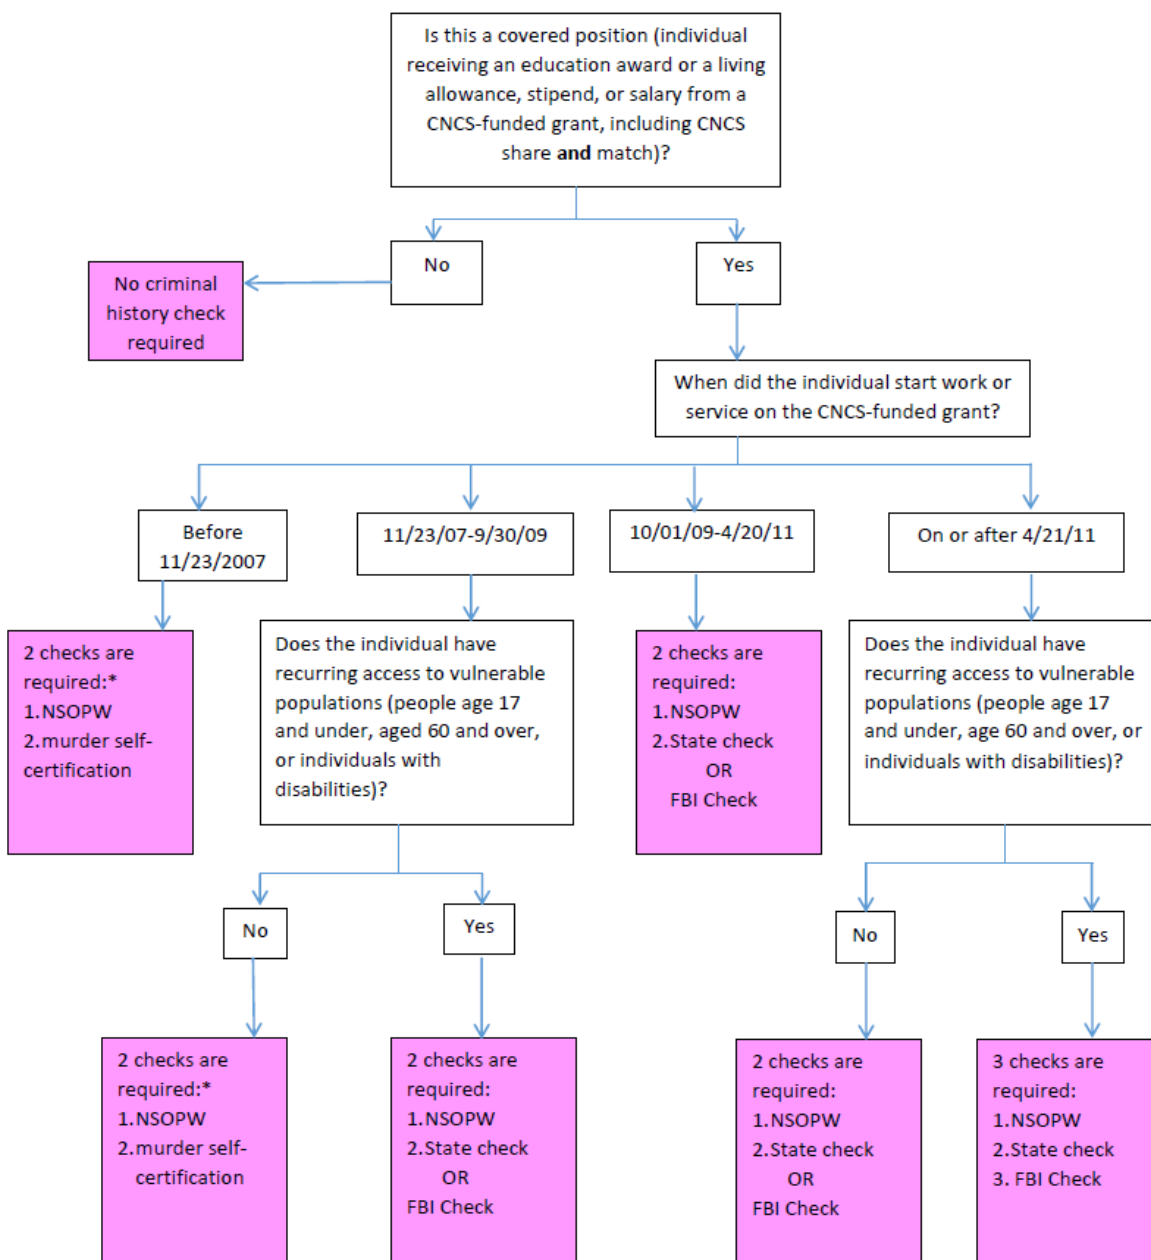 Is this a covered position (individual
receiving an education award or a living
allowance, stipend, or salary from a
CNCS-funded grant, including CNCS
share and match)?
No
Yes
No criminal
history check
required
When did the individual start work or
service on the CNCS-funded grant?
Before
11/23/2007
11/23/07-9/30/09
10/01/09-4/20/11
On or after 4/21/11
2 checks are
required:*
1.NSOPW
2.murder self-
certification
Does the individual have
recurring access to vulnerable
populations (people age 17
and under, aged 60 and over,
or individuals with
disabilities)?
2 checks are
required:
1.NSOPW
2.State check
OR
FBI Check
Does the individual have
recurring access to vulnerable
populations (people age 17
and under, age 60 and over, or
individuals with disabilities)?
No
Yes
No
Yes
2 checks are
required:*
1.NSOPW
2.murder self-
certification
2 checks are
required:
1.NSOPW
2.State check
OR
FBI Check
2 checks are
required:
1.NSOPW
2.State check
OR
FBI Check
3 checks are
required:
1.NSOPW
2.State check
3. FBI Check